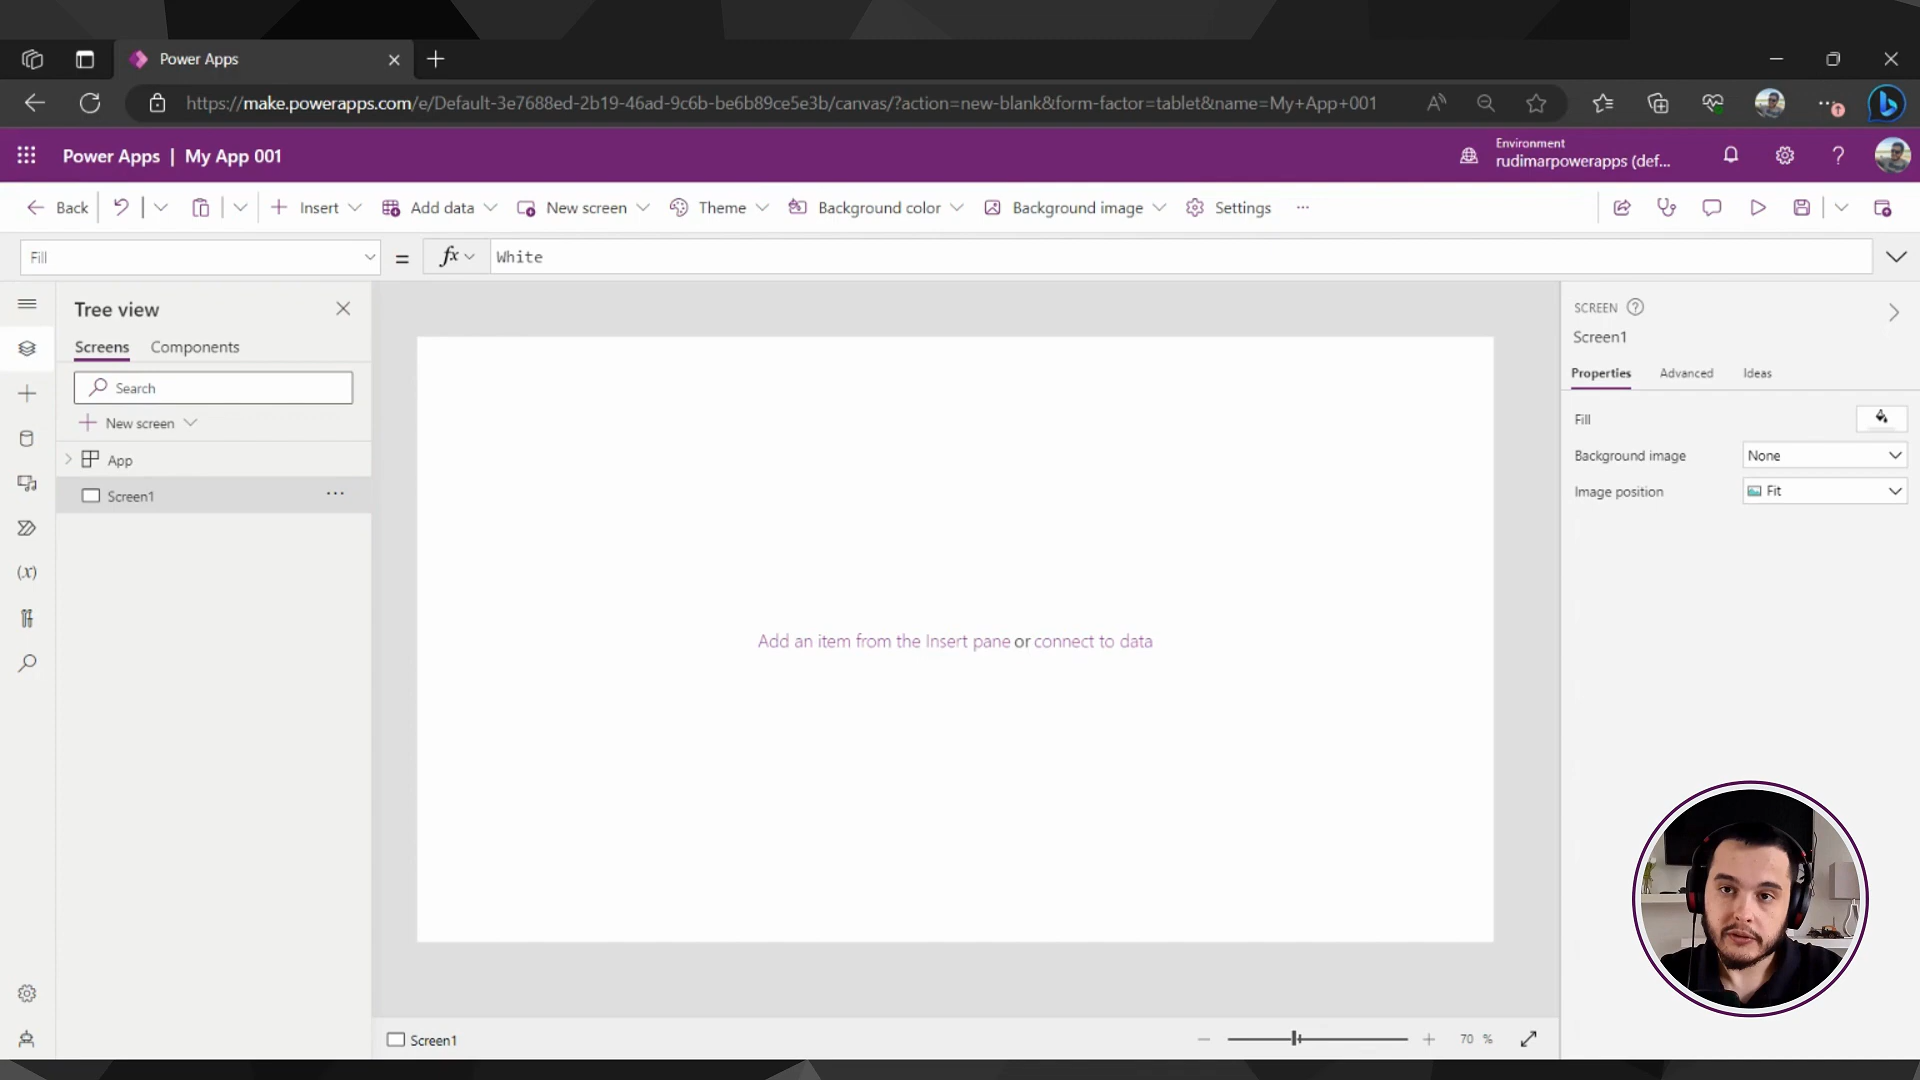 Power Apps
https://make.powerapps.com/e/Default-3e7688ed-2b19-46ad-9c6b-be6b89ce5e3b/canvas/?action=new-blank&form-factor=tablet&name=My+App+001
Power Apps | My App 001
Environment
rudimarpowerapps (def...
Back
Insert
Add data
New screen
Theme
Background color
Background image
Settings
Fill
=
fx
White
Tree view
Screens
Components
Search
New screen
App
Screen1
Add an item from the Insert pane or connect to data
SCREEN
Screen1
Properties
Advanced
Ideas
Fill
Background image
None
Image position
Fit
Screen1
70 %